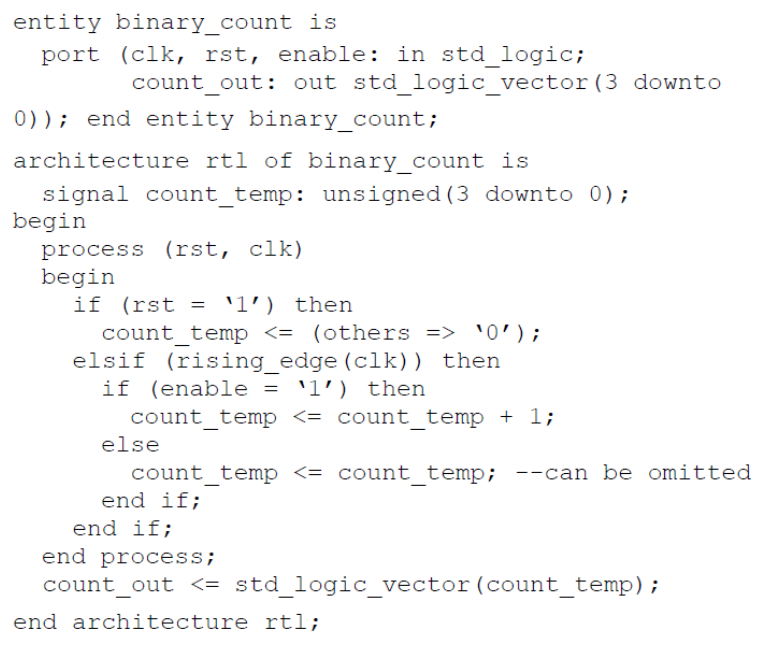 entity binary_count is
  port (clk, rst, enable: in std_logic;
        count_out: out std_logic_vector(3 downto
0)); end entity binary_count;
architecture rtl of binary_count is
  signal count_temp: unsigned(3 downto 0);
begin
  process (rst, clk)
  begin
    if (rst = ‘1’) then
      count_temp <= (others => ‘0’);
    elsif (rising_edge(clk)) then
      if (enable = ‘1’) then
        count_temp <= count_temp + 1;
      else
        count_temp <= count_temp; --can be omitted
      end if;
    end if;
  end process;
  count_out <= std_logic_vector(count_temp);
end architecture rtl;